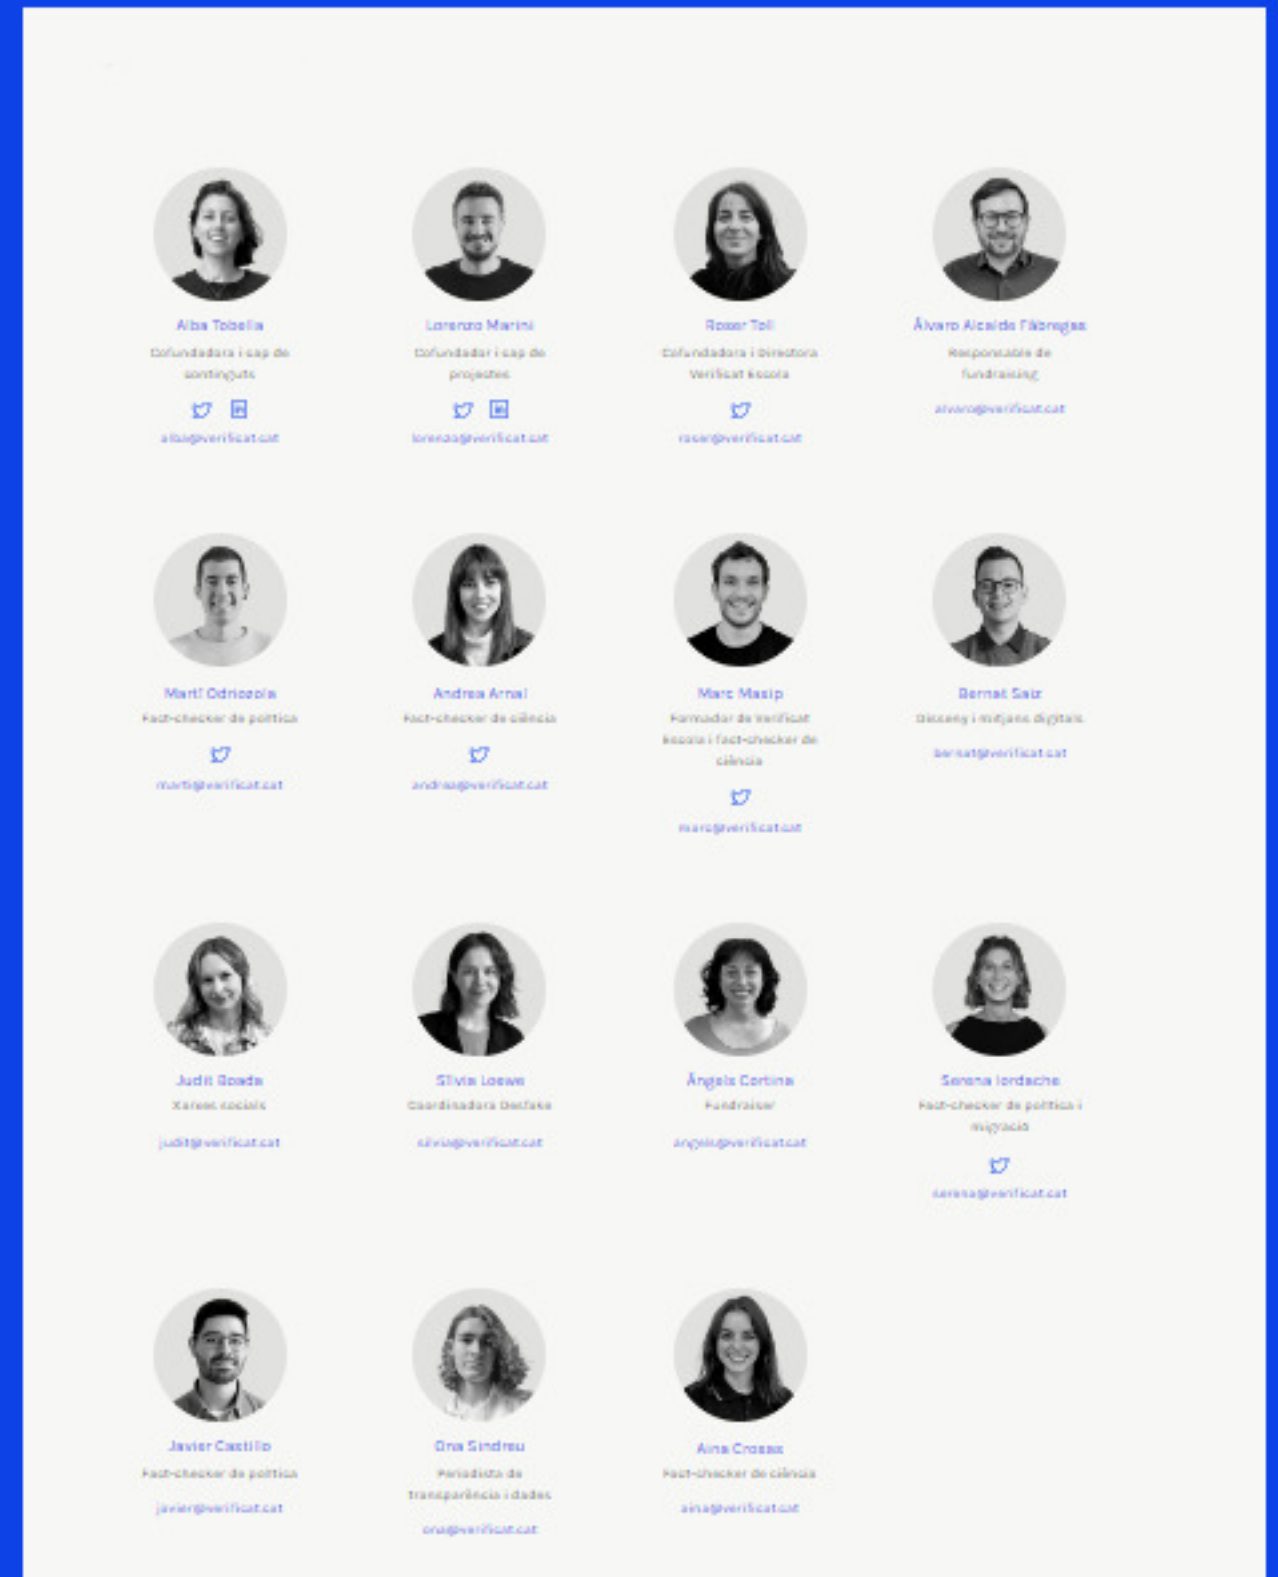 Alba Tobella
Cofundadora i cap de
continguts
alba@verificat.cat
Lorenzo Marini
Cofundador i cap de
projectes
lorenzo@verificat.cat
Roser Toll
Cofundadora i Directora
Verificat Escola
roser@verificat.cat
Álvaro Alcalde Fàbregas
Responsable de
fundraising
alvaro@verificat.cat
Martí Odriozola
Fact-checker de política
marti@verificat.cat
Andrea Arnal
Fact-checker de ciència
andrea@verificat.cat
Marc Masip
Formador de Verificat
Escola i fact-checker de
ciència
marc@verificat.cat
Bernat Saiz
Disseny i mitjans digitals
bernat@verificat.cat
Judit Boada
Xarxes socials
judit@verificat.cat
Sílvia Loewe
Coordinadora Desfake
silvia@verificat.cat
Àngels Cortina
Fundraiser
angels@verificat.cat
Serena Iordache
Fact-checker de política i
migració
serena@verificat.cat
Javier Castillo
Fact-checker de política
javier@verificat.cat
Ona Sindreu
Periodista de
transparència i dades
ona@verificat.cat
Aina Crosas
Fact-checker de ciència
aina@verificat.cat